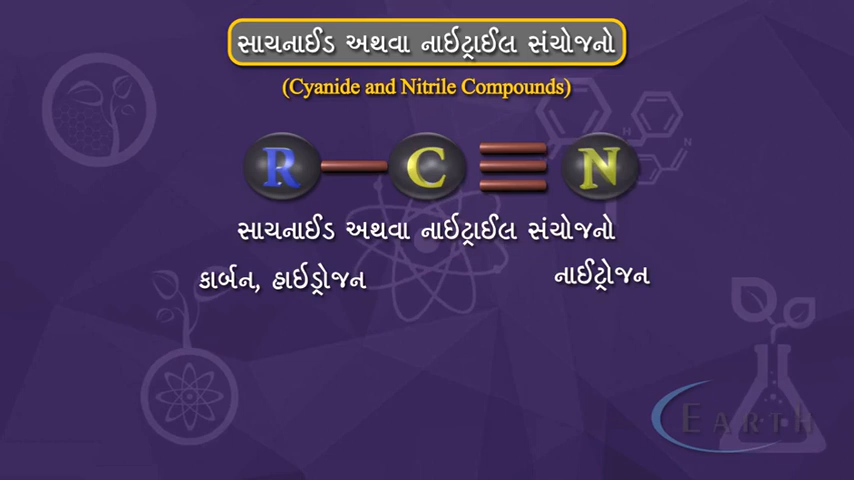 સાયનાઈડ અથવા નાઈટ્રાઈલ સંયોજનો
(Cyanide and Nitrile Compounds)
R C N
સાયનાઈડ અથવા નાઈટ્રાઈલ સંયોજનો
કાર્બન, હાઈડ્રોજન નાઈટ્રોજન
EARTH